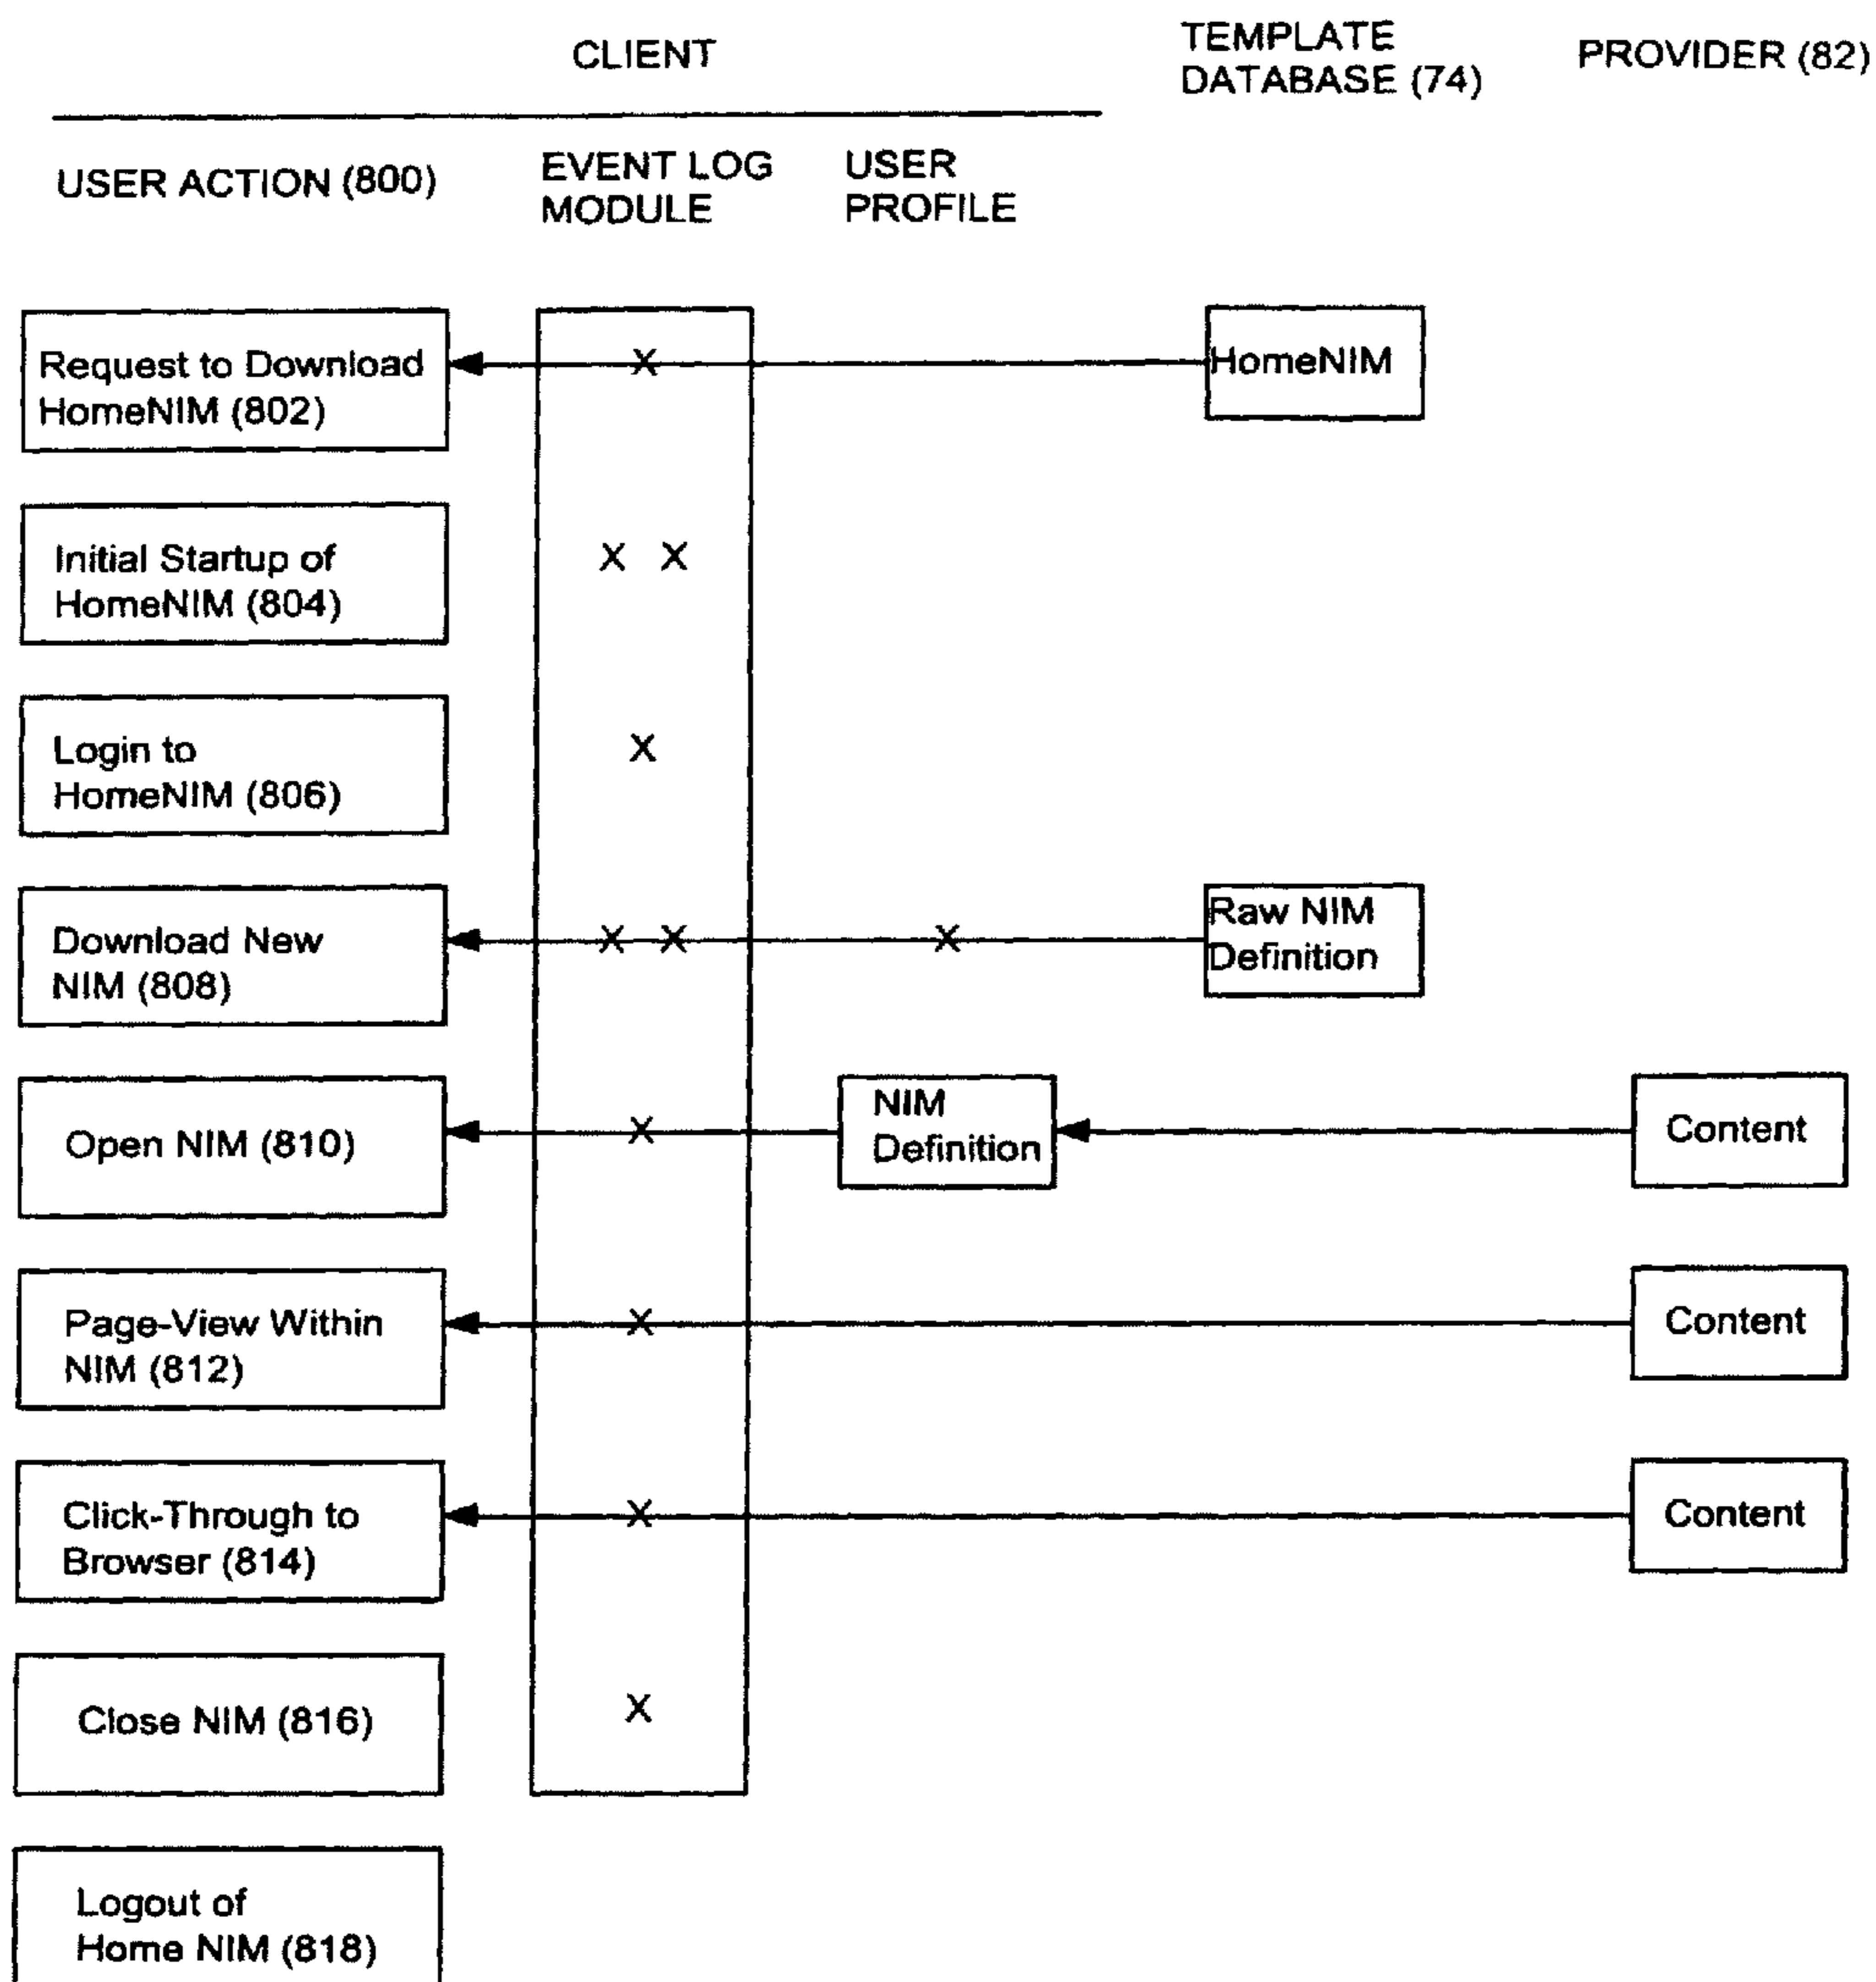 CLIENT
TEMPLATE
DATABASE (74)
PROVIDER (82)
USER ACTION (800)
EVENT LOG
MODULE
USER
PROFILE
Request to Download
HomeNIM (802)
X
HomeNIM
Initial Startup of
HomeNIM (804)
X X
Login to
HomeNIM (806)
X
Download New
NIM (808)
X X
X
Raw NIM
Definition
Open NIM (810)
X
NIM
Definition
Content
Page-View Within
NIM (812)
X
Content
Click-Through to
Browser (814)
X
Content
Close NIM (816)
X
Logout of
Home NIM (818)